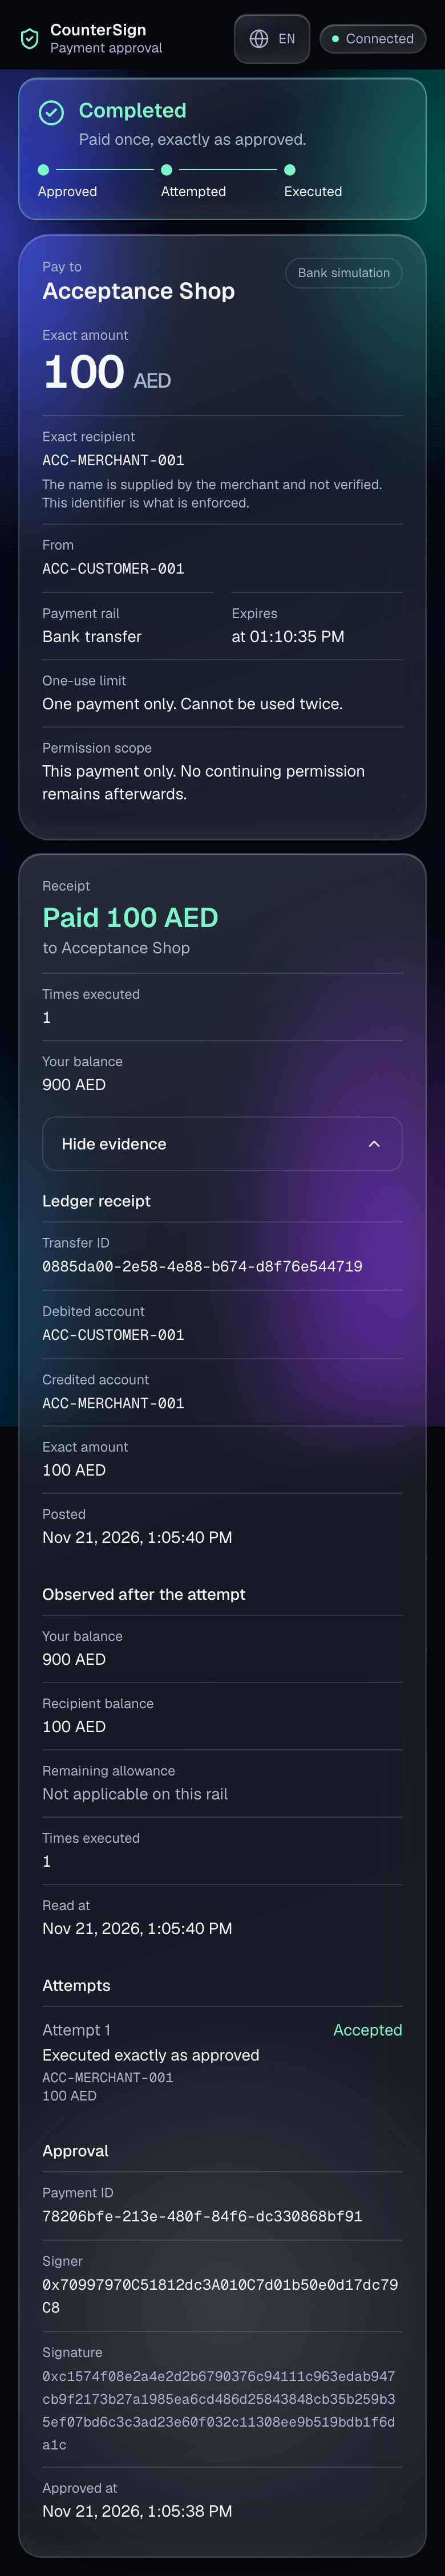 CounterSign
Payment approval
EN
Connected
Completed
Paid once, exactly as approved.
Approved
Attempted
Executed
Pay to
Acceptance Shop
Bank simulation
Exact amount
100 AED
Exact recipient
ACC-MERCHANT-001
The name is supplied by the merchant and not verified.
This identifier is what is enforced.
From
ACC-CUSTOMER-001
Payment rail
Bank transfer
Expires
at 01:10:35 PM
One-use limit
One payment only. Cannot be used twice.
Permission scope
This payment only. No continuing permission
remains afterwards.
Receipt
Paid 100 AED
to Acceptance Shop
Times executed
1
Your balance
900 AED
Hide evidence
Ledger receipt
Transfer ID
0885da00-2e58-4e88-b674-d8f76e544719
Debited account
ACC-CUSTOMER-001
Credited account
ACC-MERCHANT-001
Exact amount
100 AED
Posted
Nov 21, 2026, 1:05:40 PM
Observed after the attempt
Your balance
900 AED
Recipient balance
100 AED
Remaining allowance
Not applicable on this rail
Times executed
1
Read at
Nov 21, 2026, 1:05:40 PM
Attempts
Attempt 1
Accepted
Executed exactly as approved
ACC-MERCHANT-001
100 AED
Approval
Payment ID
78206bfe-213e-480f-84f6-dc330868bf91
Signer
0x70997970C51812dc3A010C7d01b50e0d17dc79
C8
Signature
0xc1574f08e2a4e2d2b6790376c94111c963edab947
cb9f2173b27a1985ea6cd486d25843848cb35b259b3
5ef07bd6c3c3ad23e60f032c11308ee9b519bdb1f6d
a1c
Approved at
Nov 21, 2026, 1:05:38 PM